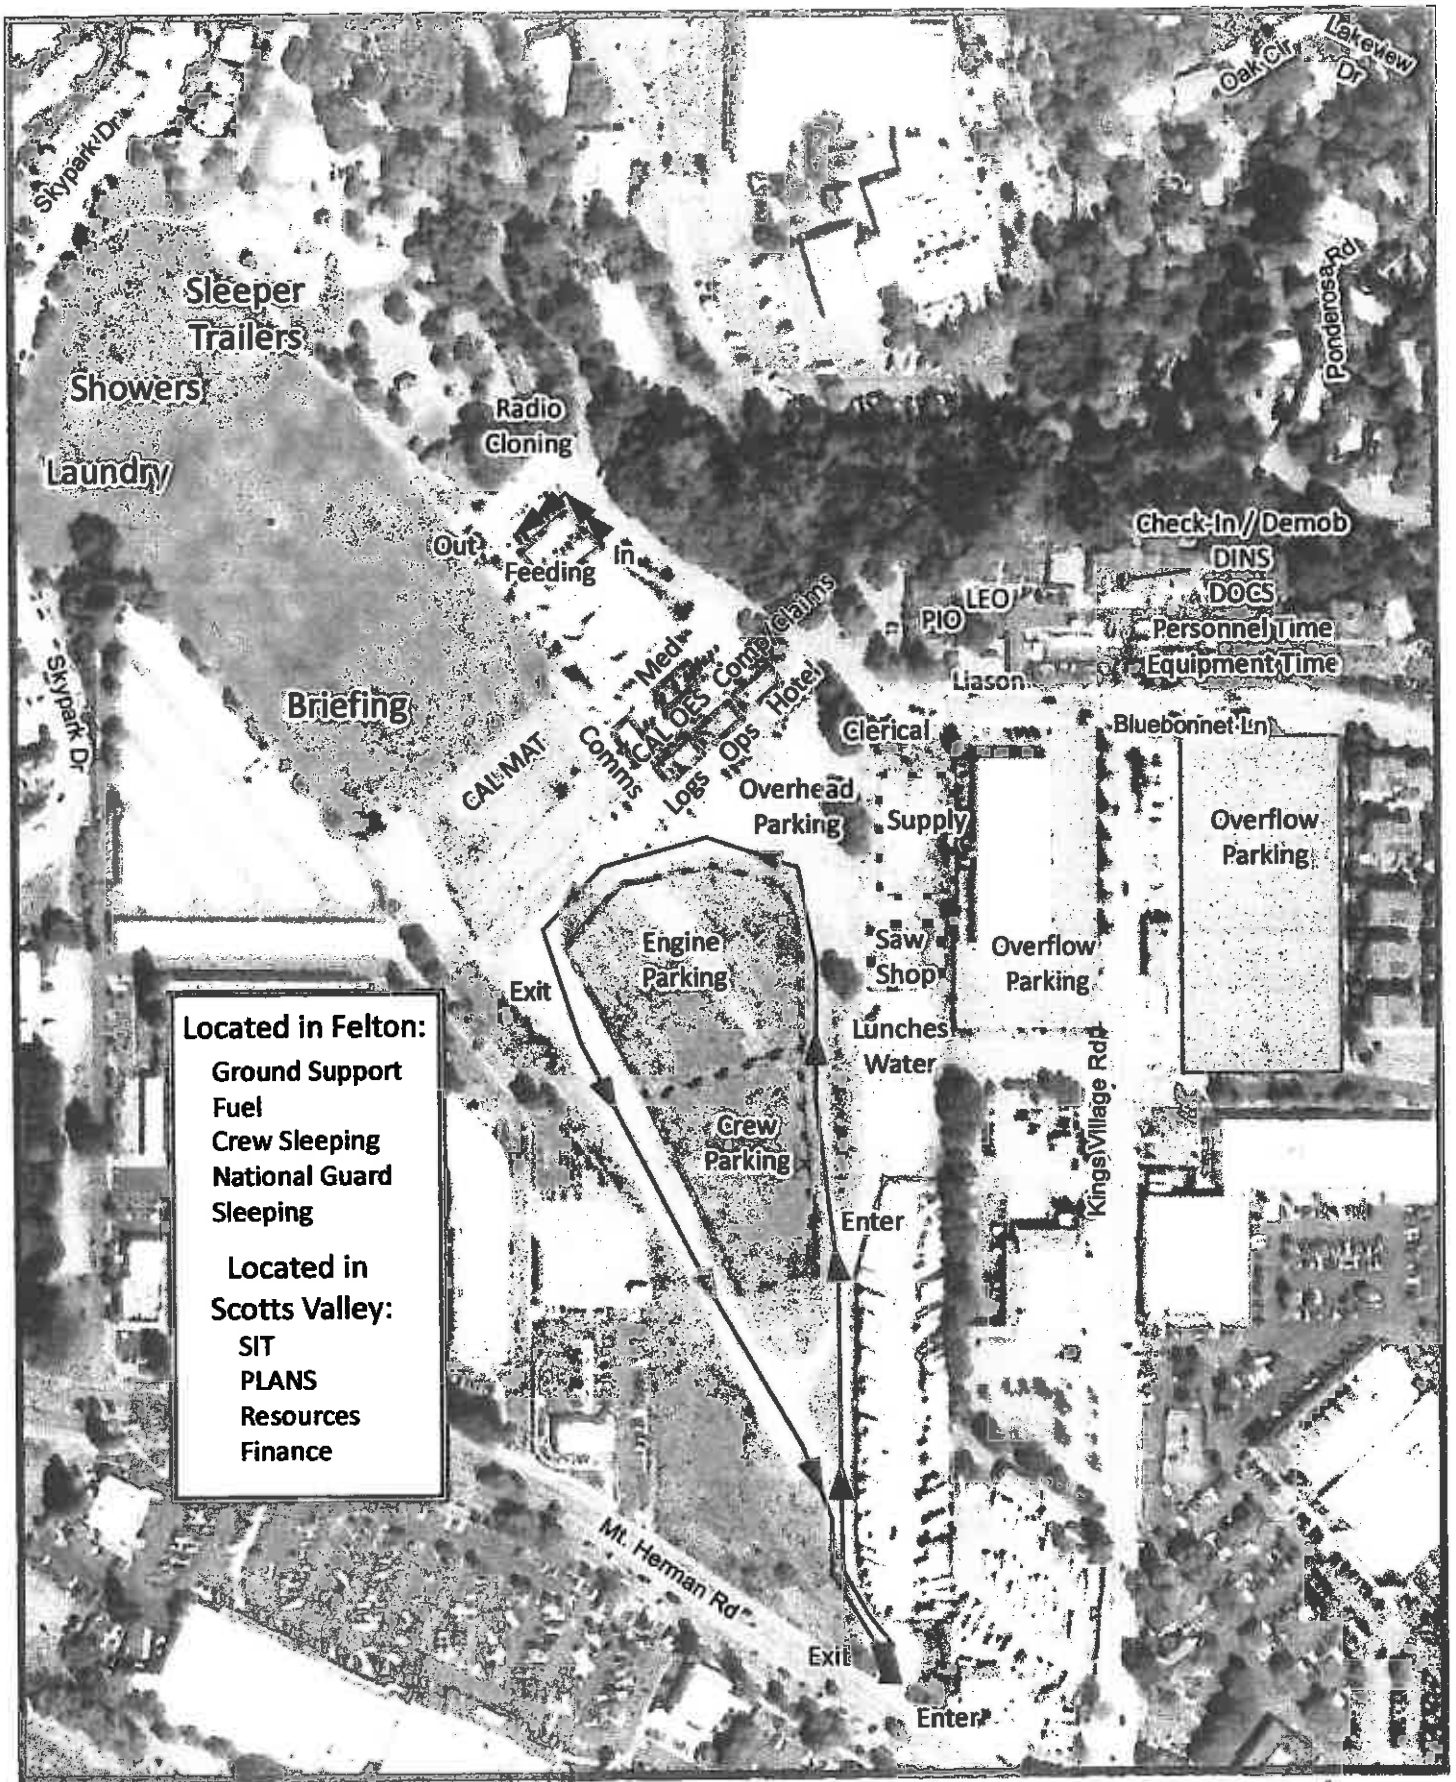 Lakeview
Dr
Oak Cir
Skypark Dr
Ponderosa Rd
Sleeper
Trailers
Showers
Laundry
Radio
Cloning
Out
In
Feeding
Check-In / Demob
DINS
DOCS
Personnel Time
Equipment Time
LEO
PIO
Liason
Comp/Claims
Med
Hotel
CAL OES
Comms
Ops
Logs
Clerical
Bluebonnet Ln
Skypark Dr
Briefing
CAL MAT
Overhead
Parking
Supply
Overflow
Parking
Engine
Parking
Saw
Shop
Overflow
Parking
Exit
Lunches
Water
Kings Village Rd
Crew
Parking
Enter
Located in Felton:
Ground Support
Fuel
Crew Sleeping
National Guard
Sleeping
Located in
Scotts Valley:
SIT
PLANS
Resources
Finance
Mt. Herman Rd
Exit
Enter